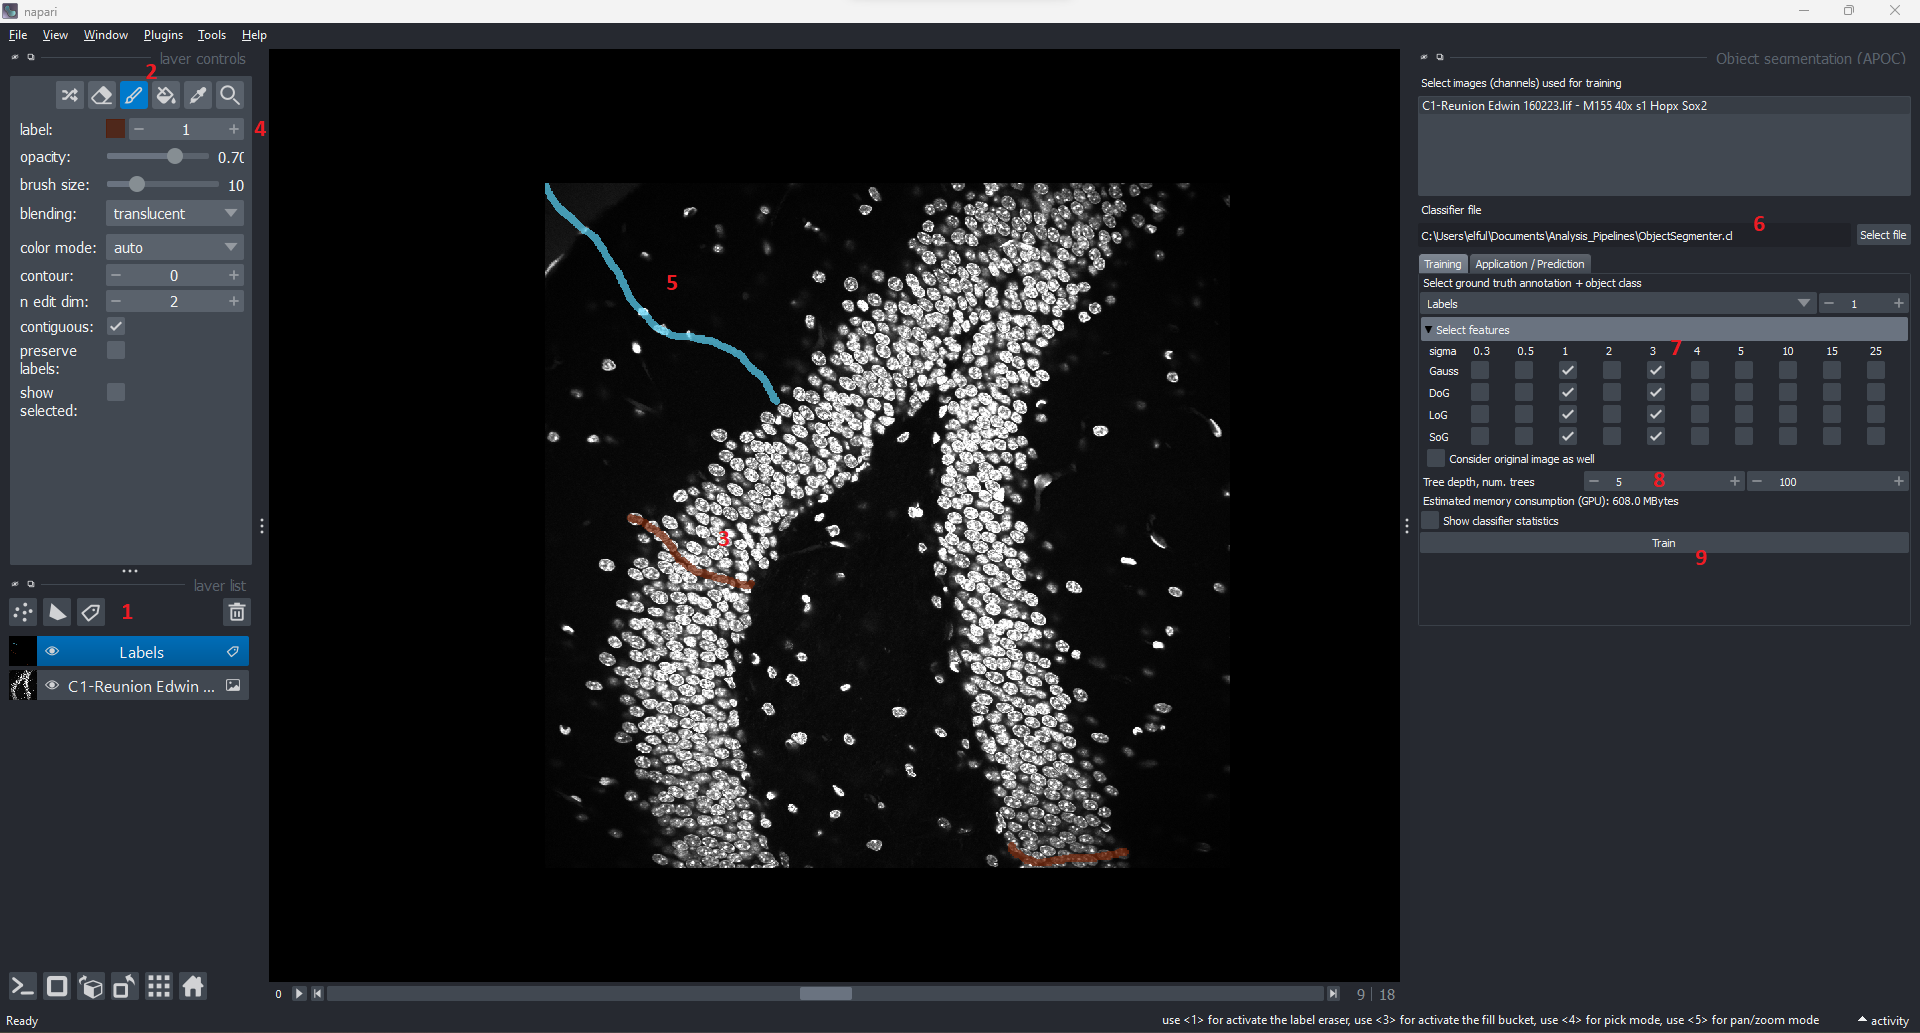 napari
File View Window Plugins Tools Help
layer controls
2
label: 1 4
opacity: 0.70
brush size: 10
blending: translucent
color mode: auto
contour: 0
n edit dim: 2
contiguous:
preserve labels:
show selected:
layer list
1
Labels
C1-Reunion Edwin ...
5
3
0 9 | 18
Object segmentation (APOC)
Select images (channels) used for training
C1-Reunion Edwin 160223.lif - M155 40x s1 Hopx Sox2
Classifier file
6
C:\Users\elful\Documents\Analysis_Pipelines\ObjectSegmenter.cl Select file
Training Application / Prediction
Select ground truth annotation + object class
Labels 1
Select features
7
sigma 0.3 0.5 1 2 3 4 5 10 15 25
Gauss
DoG
LoG
SoG
Consider original image as well
Tree depth, num. trees 5 8 100
Estimated memory consumption (GPU): 608.0 MBytes
Show classifier statistics
Train
9
Ready
use <1> for activate the label eraser, use <3> for activate the fill bucket, use <4> for pick mode, use <5> for pan/zoom mode
activity